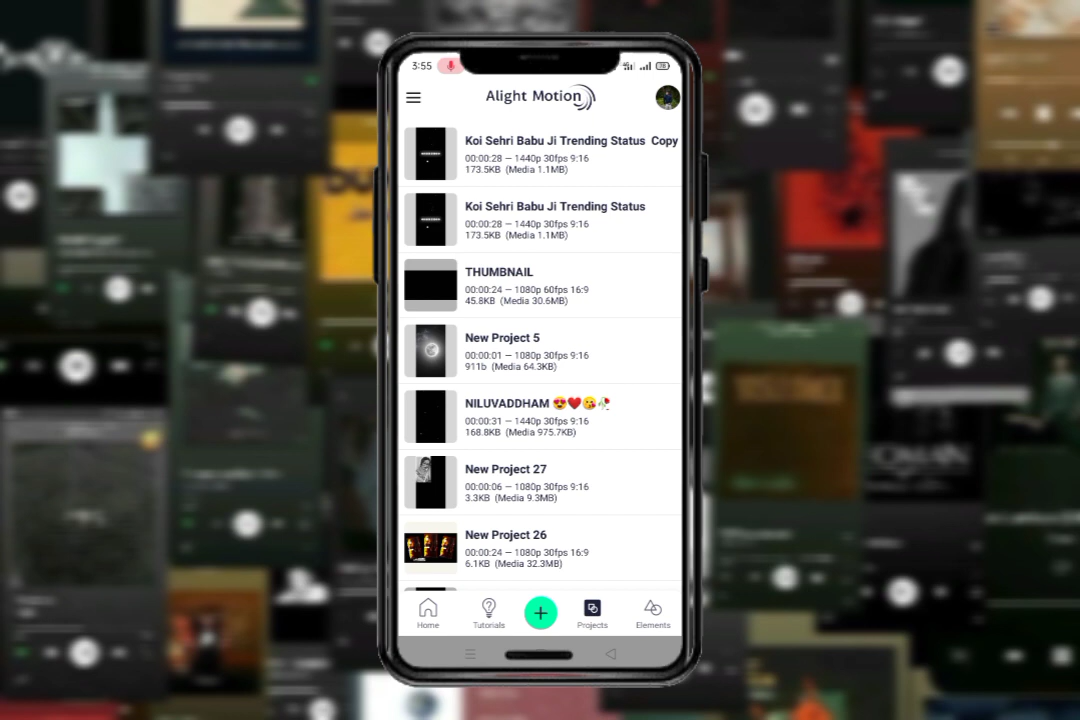 3:55
Alight Motion
Koi Sehri Babu Ji Trending Status Copy
00:00:28 — 1440p 30fps 9:16
173.5KB (Media 1.1MB)
Koi Sehri Babu Ji Trending Status
00:00:28 — 1440p 30fps 9:16
173.5KB (Media 1.1MB)
THUMBNAIL
00:00:24 — 1080p 60fps 16:9
45.8KB (Media 30.6MB)
New Project 5
00:00:01 — 1080p 30fps 9:16
911b (Media 64.3KB)
NILUVADDHAM 😍❤️😘🥀
00:00:31 — 1440p 30fps 9:16
168.8KB (Media 975.7KB)
New Project 27
00:00:06 — 1080p 30fps 9:16
3.3KB (Media 9.3MB)
New Project 26
00:00:24 — 1080p 30fps 16:9
6.1KB (Media 32.3MB)
Home Tutorials + Projects Elements